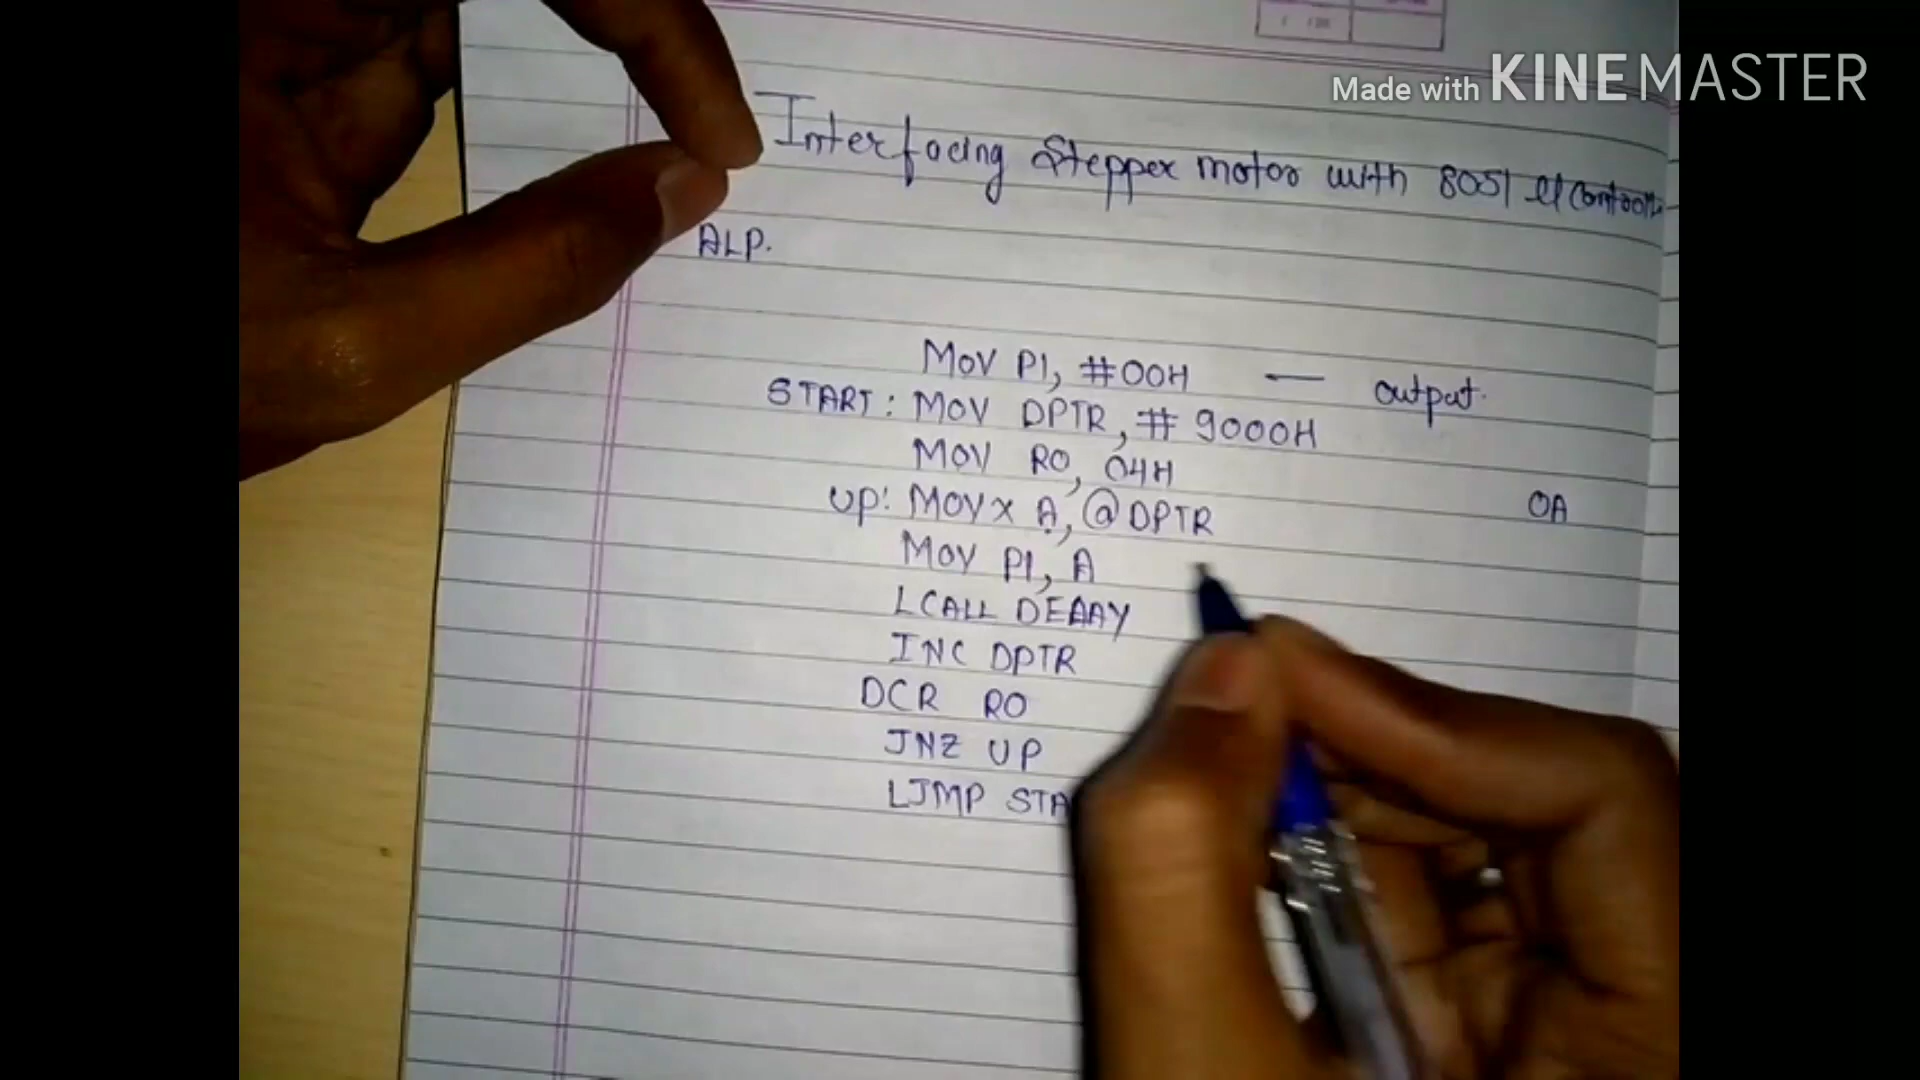 Made with KINEMASTER
Interfacing Stepper motor with 8051
ALP.
MOV P1, #00H — output.
START: MOV DPTR, # 9000H
MOV R0, 04H
UP: MOVX A, @DPTR
0A
MOV P1, A
LCALL DEAAY
INC DPTR
DCR R0
JNZ UP
LJMP STA